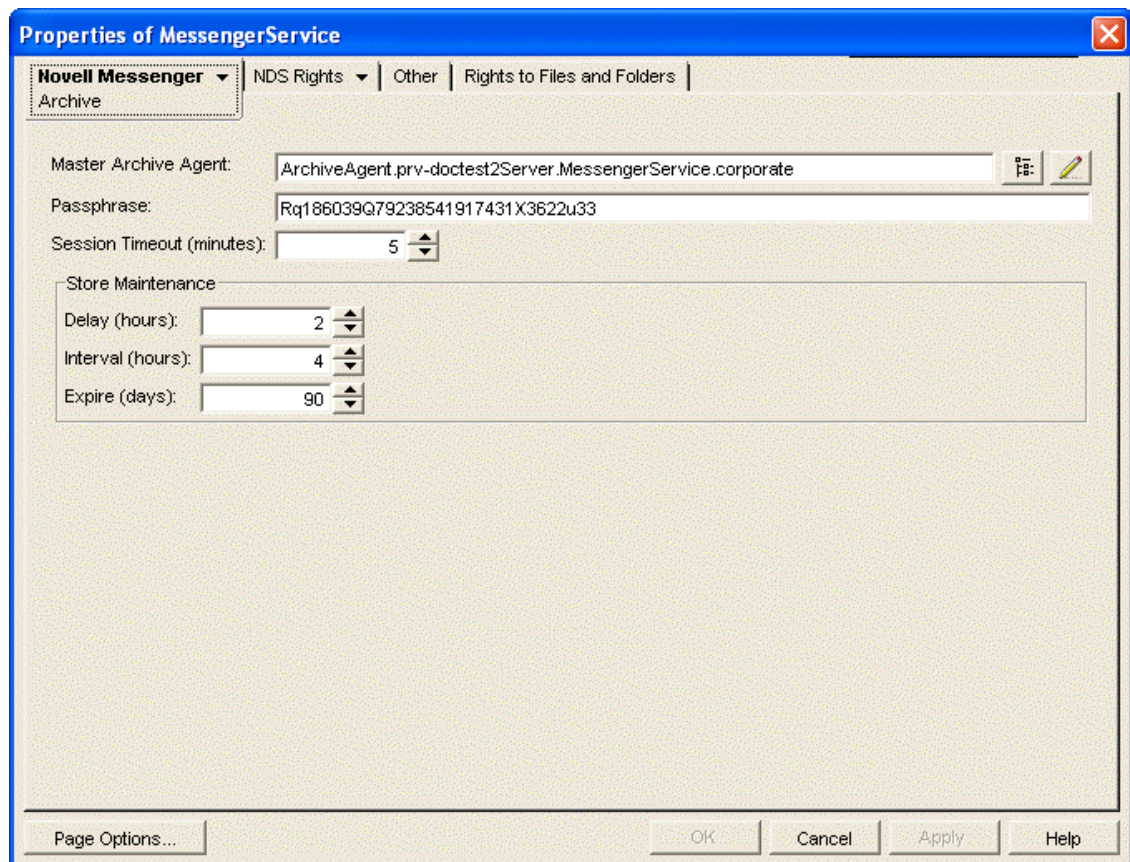 Properties of MessengerService
Novell Messenger NDS Rights Other Rights to Files and Folders
Archive
Master Archive Agent: ArchiveAgent.prv-doctest2Server.MessengerService.corporate
Passphrase: Rq186039Q79238541917431X3622u33
Session Timeout (minutes): 5
Store Maintenance
Delay (hours): 2
Interval (hours): 4
Expire (days): 90
Page Options... OK Cancel Apply Help